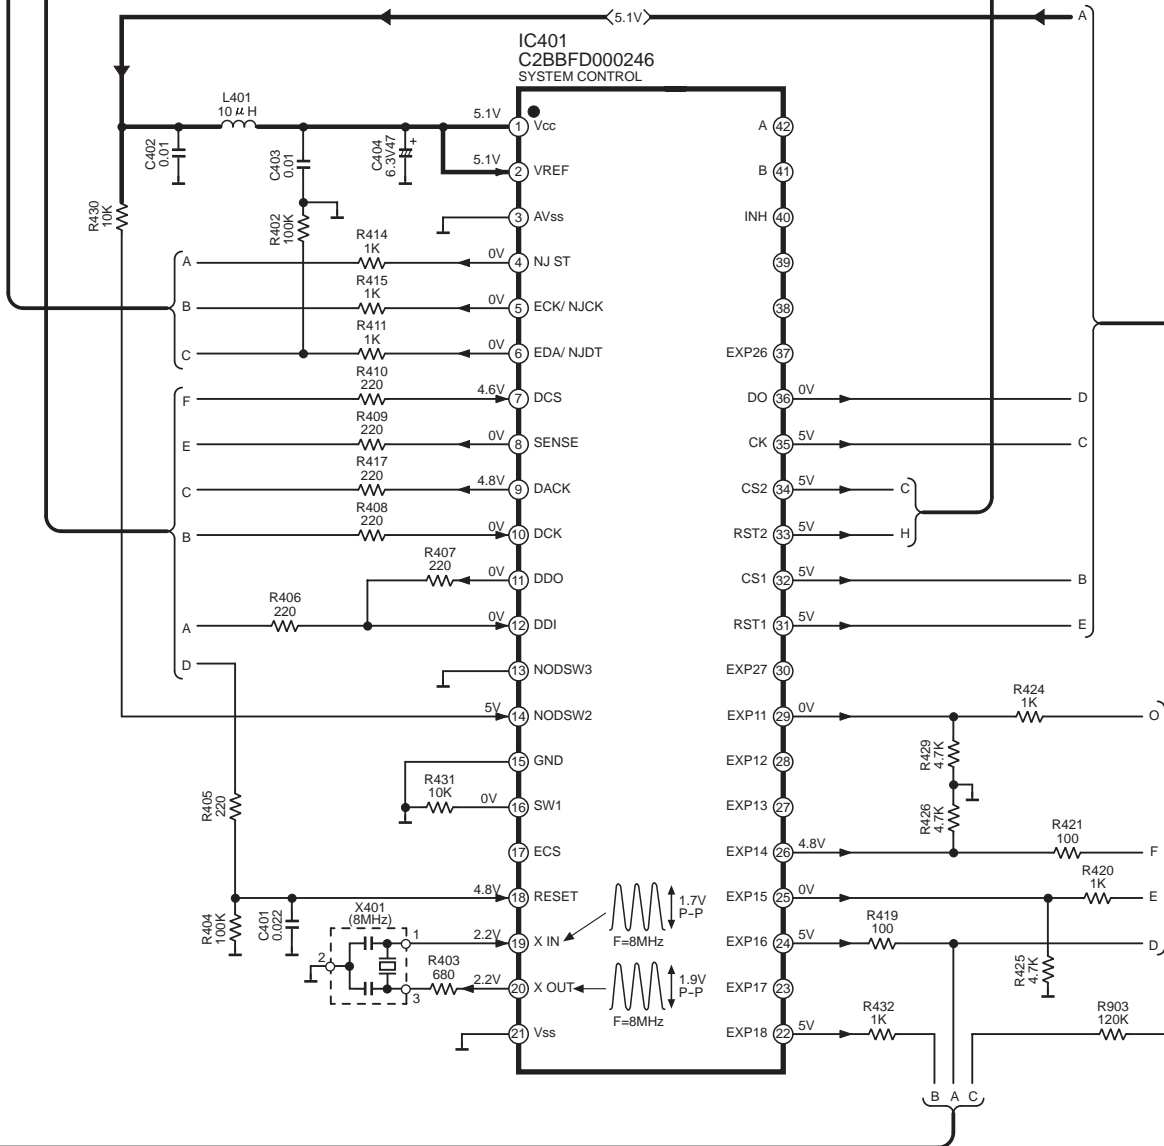 5.1V
A
IC401
C2BBFD000246
SYSTEM CONTROL
L401
10 μ H
5.1V
1
Vcc
A
42
C402
0.01
C403
0.01
C404
6.3V47
+
5.1V
2
VREF
B
41
R430
10K
R402
100K
3
AVss
INH
40
A
R414
1K
0V
4
NJ ST
39
B
R415
1K
0V
5
ECK/ NJCK
38
C
R411
1K
0V
6
EDA/ NJDT
EXP26
37
F
R410
220
4.6V
7
DCS
DO
36
0V
D
E
R409
220
0V
8
SENSE
CK
35
5V
C
C
R417
220
4.8V
9
DACK
CS2
34
5V
C
B
R408
220
0V
10
DCK
RST2
33
5V
H
R407
220
0V
11
DDO
CS1
32
5V
B
A
R406
220
0V
12
DDI
RST1
31
5V
E
D
13
NODSW3
EXP27
30
5V
14
NODSW2
EXP11
29
0V
R424
1K
O
15
GND
EXP12
28
R429
4.7K
R405
220
R431
10K
0V
16
SW1
EXP13
27
R426
4.7K
17
ECS
EXP14
26
4.8V
R421
100
F
4.8V
18
RESET
EXP15
25
0V
R420
1K
E
R404
100K
C401
0.022
X401
(8MHz)
1
2
3
2.2V
19
X IN
1.7V
P-P
F=8MHz
EXP16
24
5V
R419
100
D
R425
4.7K
R403
680
2.2V
20
X OUT
1.9V
P-P
F=8MHz
EXP17
23
21
Vss
EXP18
22
5V
R432
1K
R903
120K
B A C